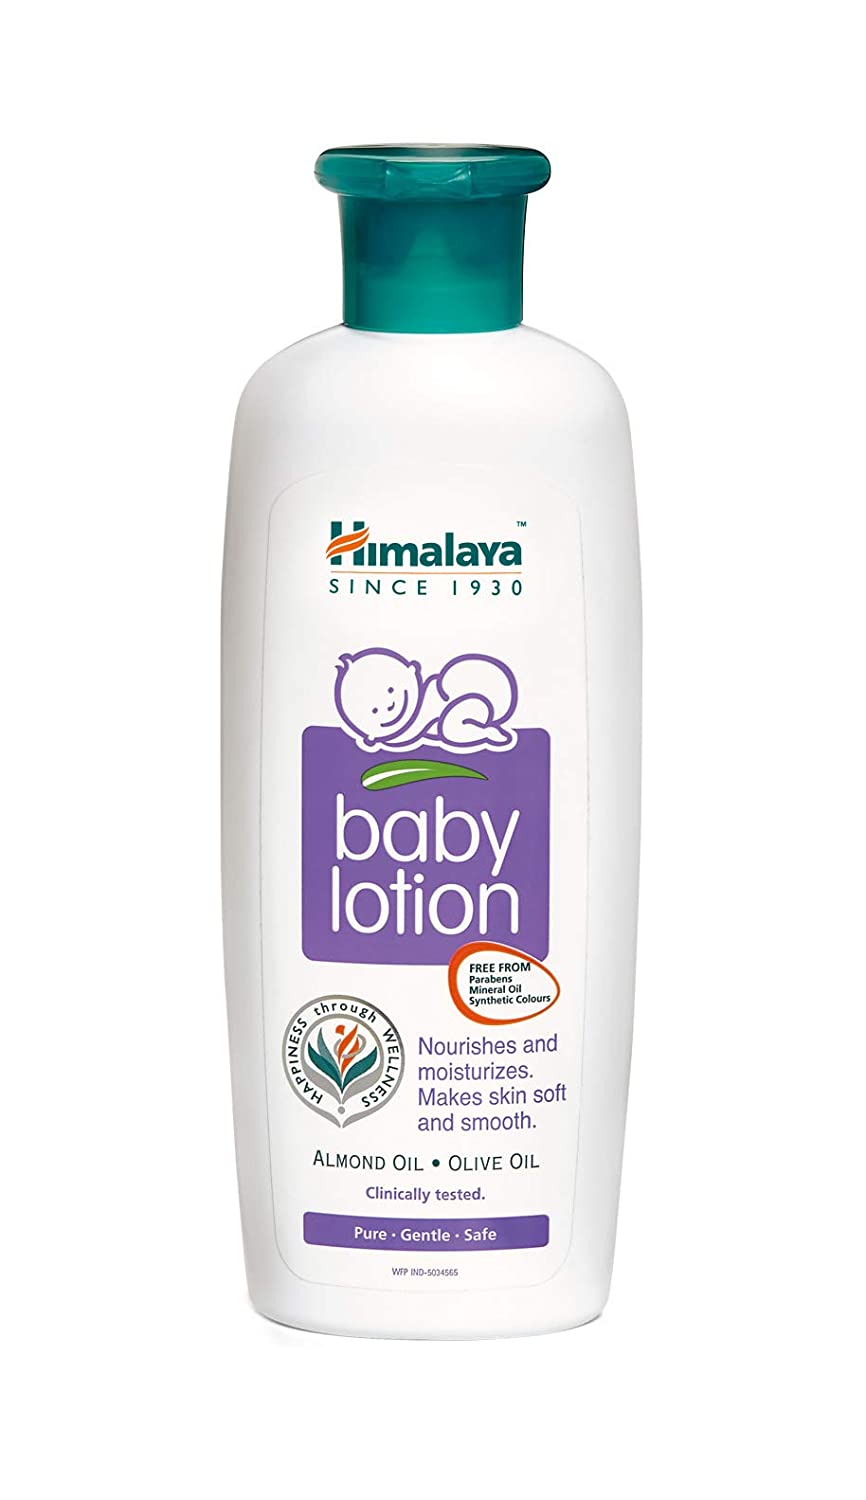 Himalaya™
SINCE 1930
baby
lotion
FREE FROM
Parabens
Mineral Oil
Synthetic Colours
HAPPINESS through WELLNESS
Nourishes and
moisturizes.
Makes skin soft
and smooth.
ALMOND OIL • OLIVE OIL
Clinically tested.
Pure · Gentle · Safe
WFP IND-5034565